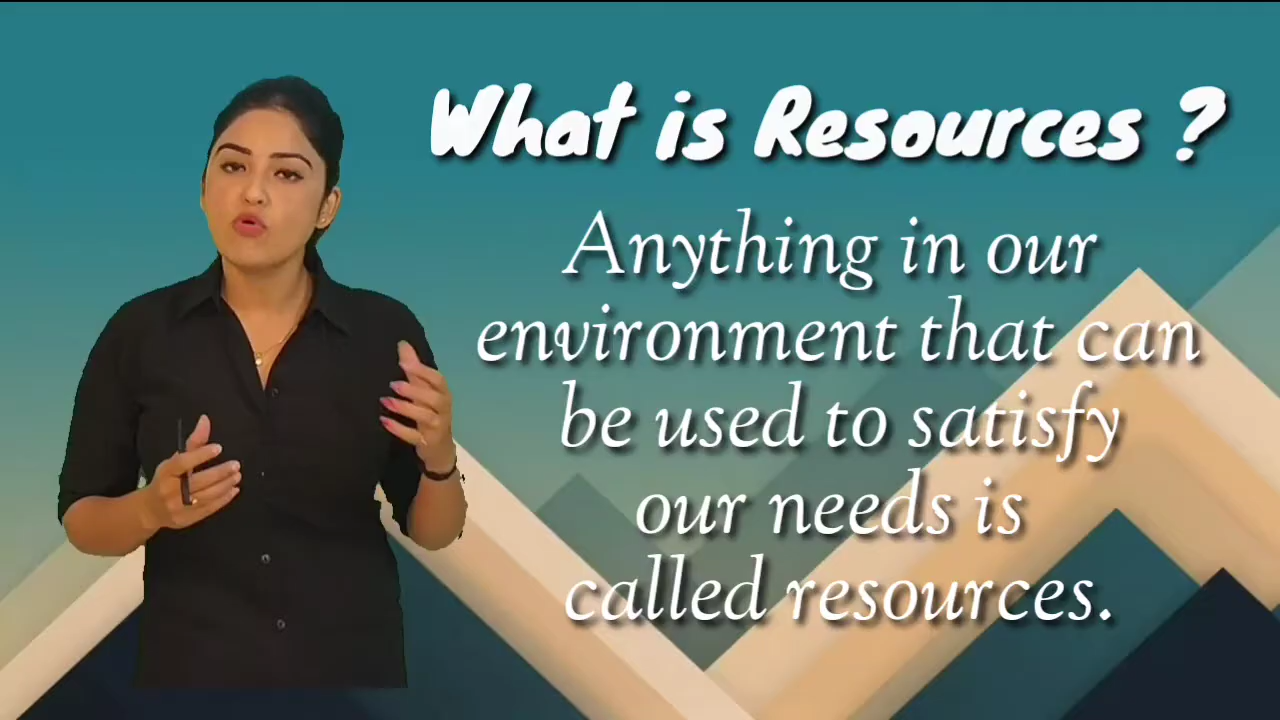 What is Resources ?
Anything in our
environment that can
be used to satisfy
our needs is
called resources.